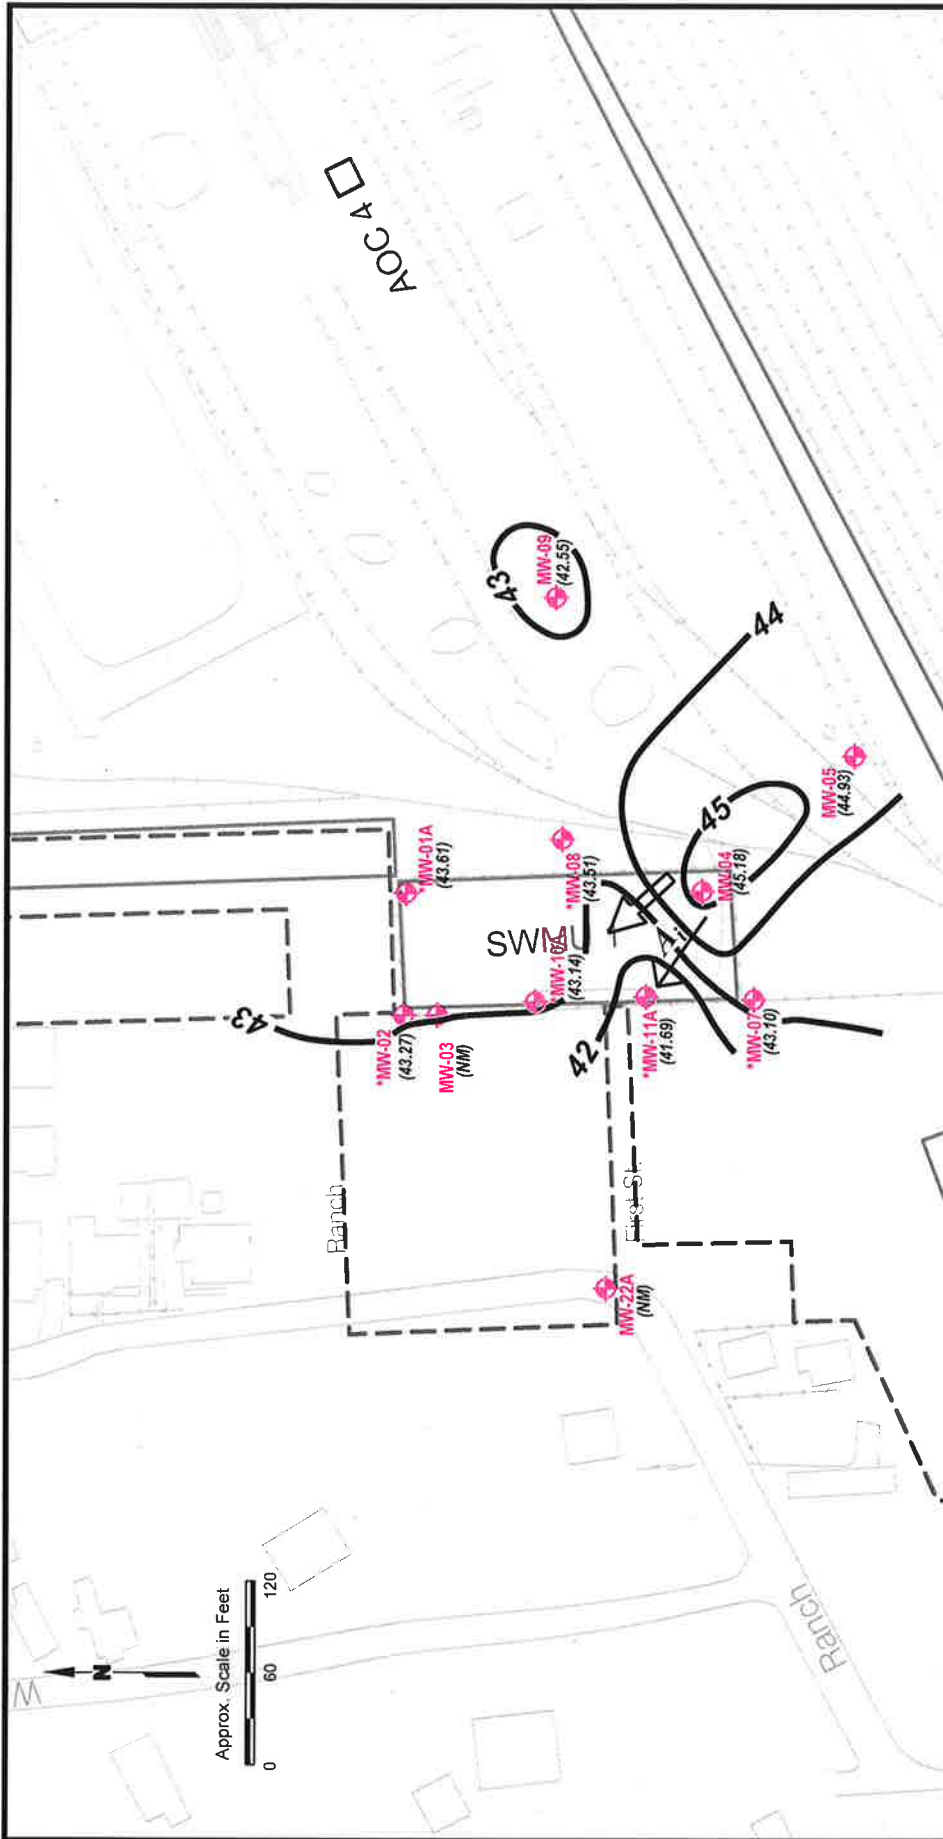 AOC 4
43
MW-09
(42.55)
44
MW-05
(44.93)
45
*MW-01A
(43.61)
*MW-08
(43.51)
MW-04
(45.18)
43
*MW-02
(43.27)
MW-03
(NM)
*MW-10A
(43.14)
42
*MW-11A
(41.69)
*MW-07
(43.10)
Ranch
First St.
MW-22A
(NM)
Ranch
N
W
Approx. Scale in Feet
0 60 120